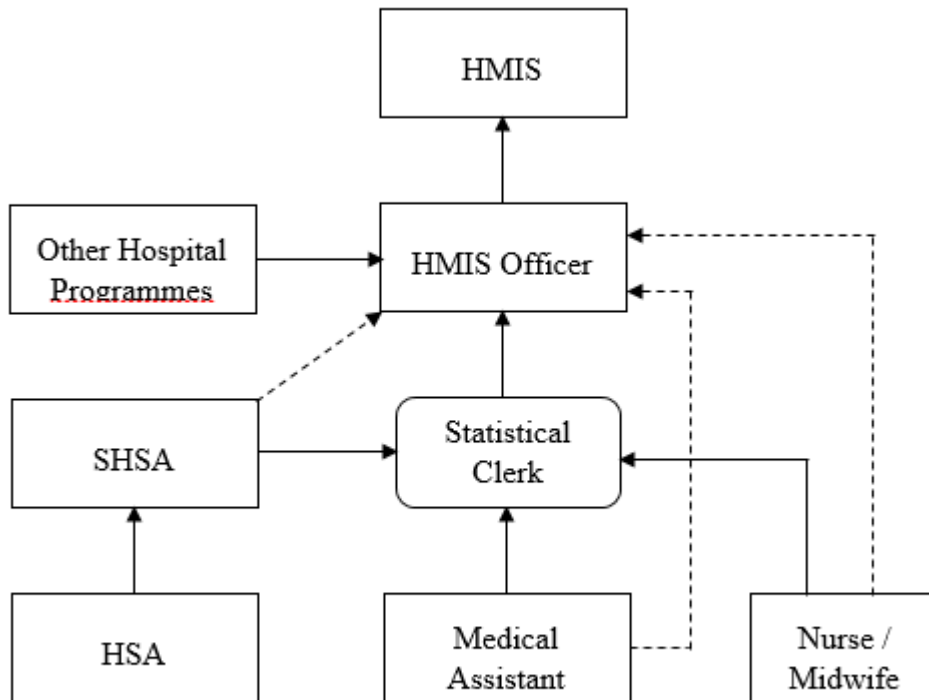 HMIS
Other Hospital
Programmes
HMIS Officer
SHSA
Statistical
Clerk
HSA
Medical
Assistant
Nurse /
Midwife